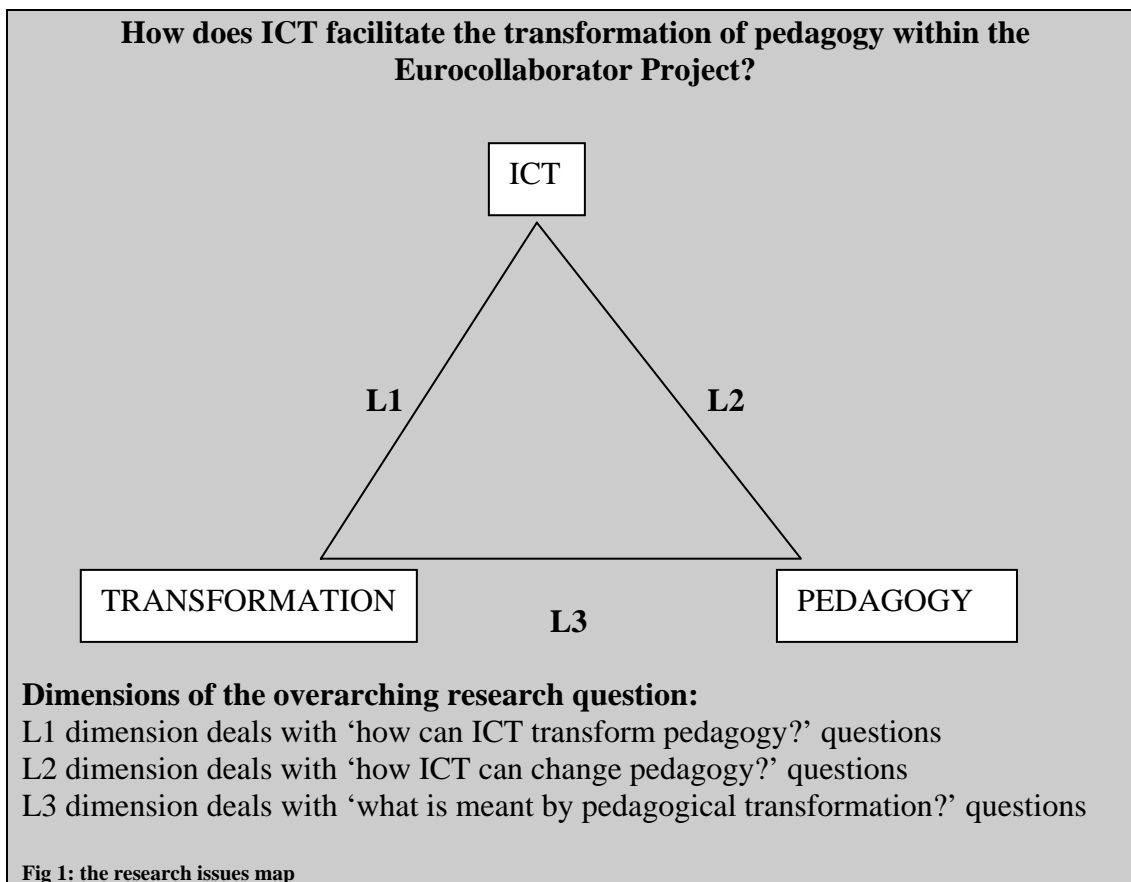 How does ICT facilitate the transformation of pedagogy within the
Eurocollaborator Project?
ICT
L1
L2
TRANSFORMATION
PEDAGOGY
L3
Dimensions of the overarching research question:
L1 dimension deals with ‘how can ICT transform pedagogy?’ questions
L2 dimension deals with ‘how ICT can change pedagogy?’ questions
L3 dimension deals with ‘what is meant by pedagogical transformation?’ questions
Fig 1: the research issues map